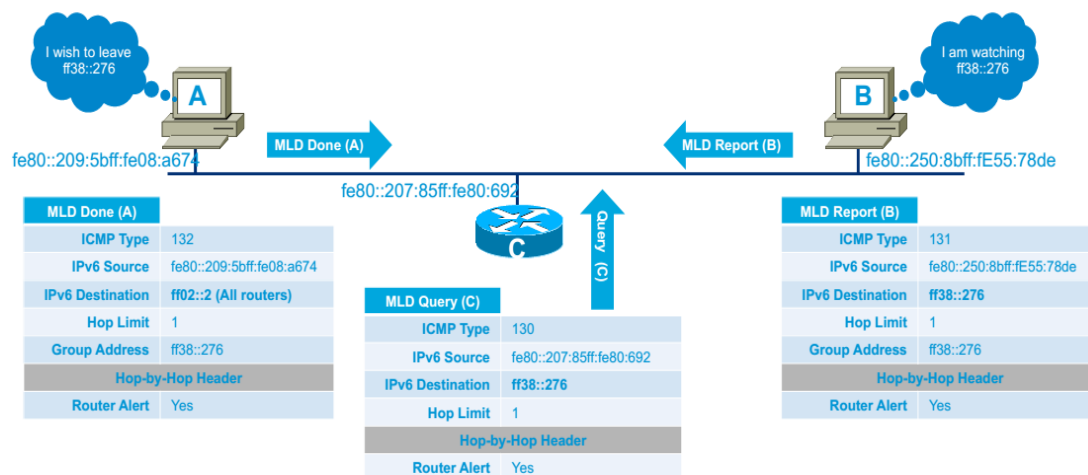 I wish to leave
ff38::276
I am watching
ff38::276
A
B
MLD Done (A)
MLD Report (B)
fe80::209:5bff:fe08:a674
fe80::250:8bff:fE55:78de
fe80::207:85ff:fe80:692
C
Query (C)
MLD Done (A)
ICMP Type 132
IPv6 Source fe80::209:5bff:fe08:a674
IPv6 Destination ff02::2 (All routers)
Hop Limit 1
Group Address ff38::276
Hop-by-Hop Header
Router Alert Yes
MLD Query (C)
ICMP Type 130
IPv6 Source fe80::207:85ff:fe80:692
IPv6 Destination ff38::276
Hop Limit 1
Hop-by-Hop Header
Router Alert Yes
MLD Report (B)
ICMP Type 131
IPv6 Source fe80::250:8bff:fE55:78de
IPv6 Destination ff38::276
Hop Limit 1
Group Address ff38::276
Hop-by-Hop Header
Router Alert Yes